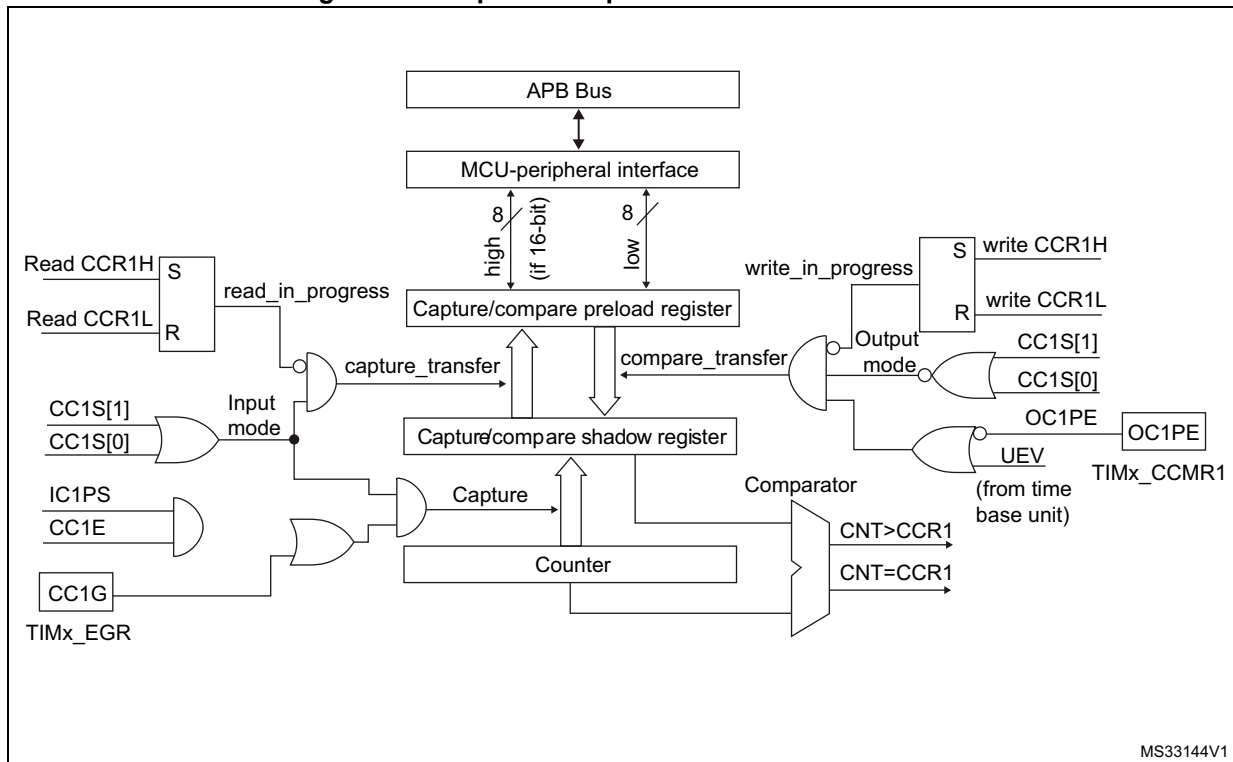 APB Bus
MCU-peripheral interface
8
high
(if 16-bit)
8
low
Read CCR1H
S
read_in_progress
Read CCR1L
R
write_in_progress
S
write CCR1H
R
write CCR1L
Capture/compare preload register
capture_transfer
compare_transfer
Output
mode
CC1S[1]
CC1S[0]
CC1S[1]
CC1S[0]
Input
mode
Capture/compare shadow register
OC1PE
OC1PE
UEV
TIMx_CCMR1
(from time
base unit)
IC1PS
CC1E
Capture
Comparator
CNT>CCR1
CNT=CCR1
Counter
CC1G
TIMx_EGR
MS33144V1